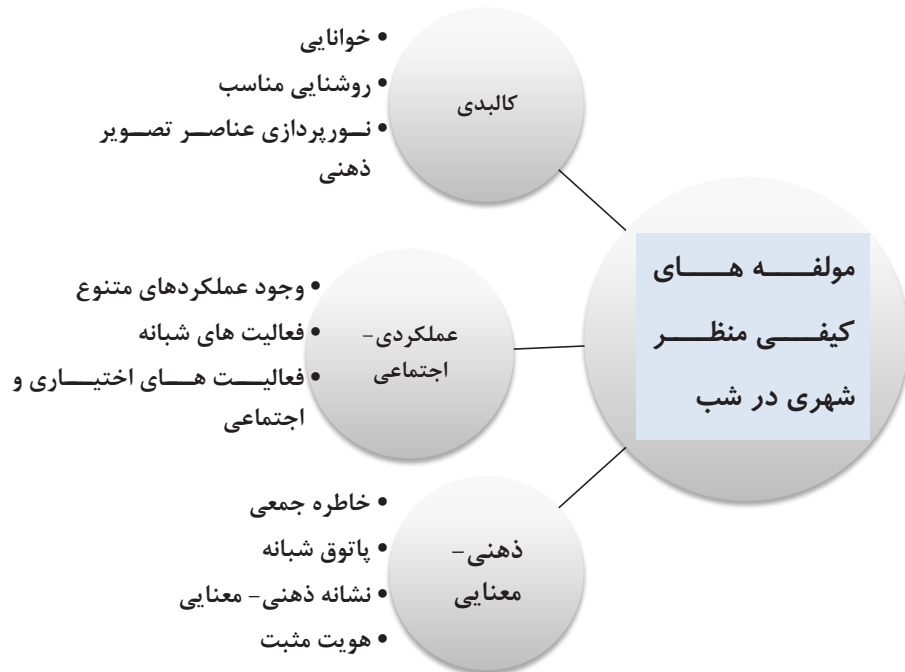 مولفه های
کیفی منظر
شهری در شب
کالبدی
• خوانایی
• روشنایی مناسب
• نورپردازی عناصر تصویر
ذهنی
عملکردی-
اجتماعی
• وجود عملکردهای متنوع
• فعالیت های شبانه
• فعالیت های اختیاری و
اجتماعی
ذهنی-
معنایی
• خاطره جمعی
• پاتوق شبانه
• نشانه ذهنی- معنایی
• هویت مثبت